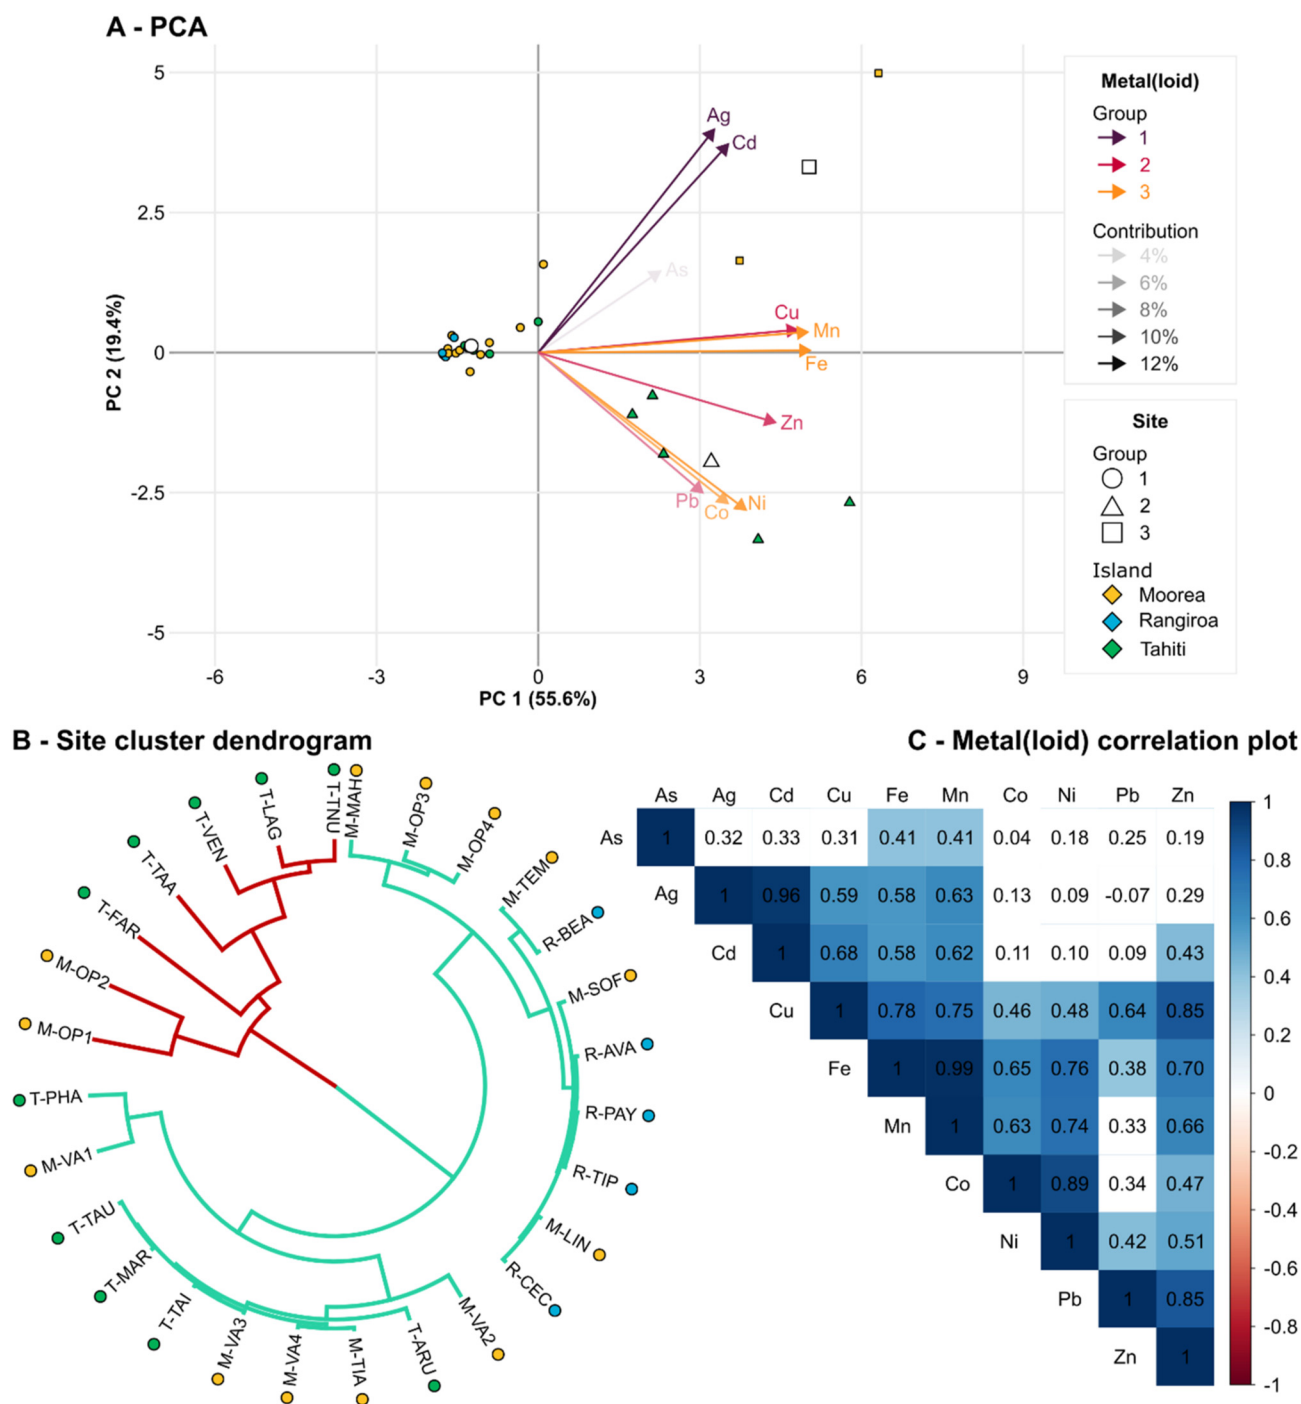 A - PCA
5
2.5
0
-2.5
-5
PC 2 (19.4%)
-6
-3
0
3
6
9
PC 1 (55.6%)
Ag
Cd
As
Cu
Mn
Fe
Zn
Pb
Co
Ni
Metal(loid)
Group
1
2
3
Contribution
4%
6%
8%
10%
12%
Site
Group
1
2
3
Island
Moorea
Rangiroa
Tahiti
B - Site cluster dendrogram
T-TNU
M-MAH
M-OP3
M-OP4
M-TEM
R-BEA
M-SOF
R-AVA
R-PAY
R-TIP
M-LIN
R-CEC
M-VA2
T-ARU
M-TIA
M-VA4
M-VA3
T-TAI
T-MAR
T-TAU
M-VA1
T-PHA
M-OP1
M-OP2
T-FAR
T-TAA
T-VEN
T-LAG
C - Metal(loid) correlation plot
As Ag Cd Cu Fe Mn Co Ni Pb Zn
As 1 0.32 0.33 0.31 0.41 0.41 0.04 0.18 0.25 0.19
Ag 1 0.96 0.59 0.58 0.63 0.13 0.09 -0.07 0.29
Cd 1 0.68 0.58 0.62 0.11 0.10 0.09 0.43
Cu 1 0.78 0.75 0.46 0.48 0.64 0.85
Fe 1 0.99 0.65 0.76 0.38 0.70
Mn 1 0.63 0.74 0.33 0.66
Co 1 0.89 0.34 0.47
Ni 1 0.42 0.51
Pb 1 0.85
Zn 1
1
0.8
0.6
0.4
0.2
0
-0.2
-0.4
-0.6
-0.8
-1